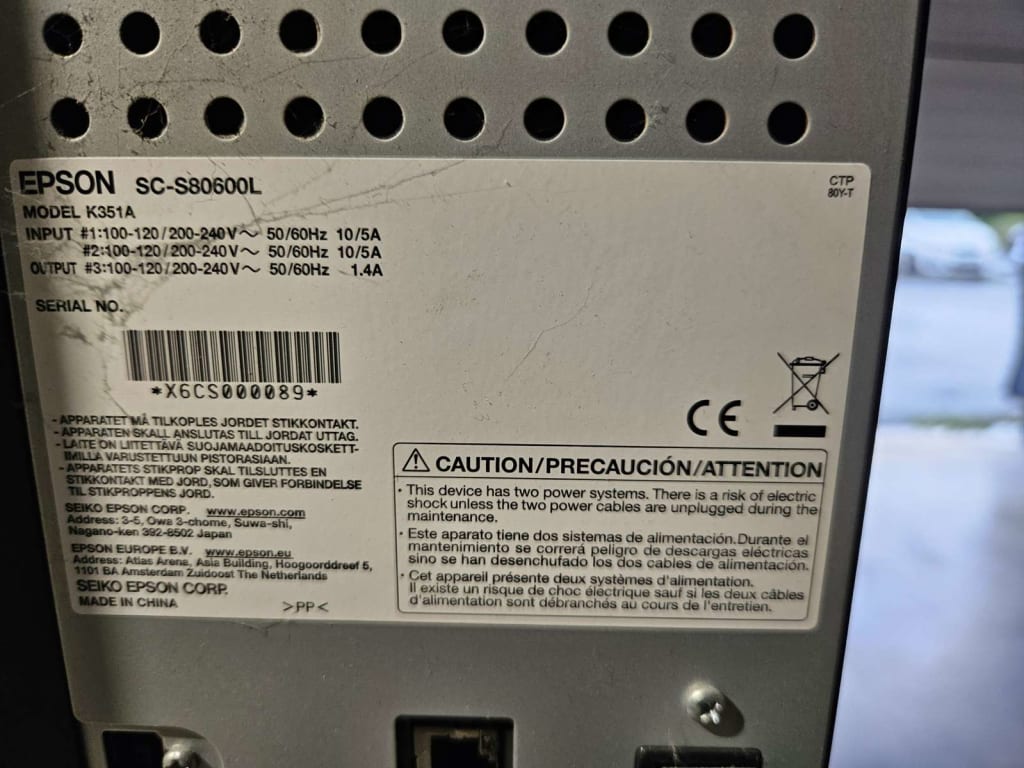 EPSON SC-S80600L
CTP
80Y-T
MODEL K351A
INPUT #1:100-120/200-240V～ 50/60Hz 10/5A
#2:100-120/200-240V～ 50/60Hz 10/5A
OUTPUT #3:100-120/200-240V～ 50/60Hz 1.4A
SERIAL NO.
*X6CS000089*
CE
- APPARATET MÅ TILKOPLES JORDET STIKKONTAKT.
- APPARATEN SKALL ANSLUTAS TILL JORDAT UTTAG.
- LAITE ON LIITETTÄVÄ SUOJAMAADOITUSKOSKETT-
IMILLA VARUSTETTUUN PISTORASIAAN.
- APPARATETS STIKPROP SKAL TILSLUTTES EN
STIKKONTAKT MED JORD, SOM GIVER FORBINDELSE
TIL STIKPROPPENS JORD.
SEIKO EPSON CORP. www.epson.com
Address: 3-5, Owa 3-chome, Suwa-shi,
Nagano-ken 392-8502 Japan
EPSON EUROPE B.V. www.epson.eu
Address: Atlas Arena, Asia Building, Hoogoorddreef 5,
1101 BA Amsterdam Zuidoost The Netherlands
SEIKO EPSON CORP.
MADE IN CHINA >PP<
CAUTION/PRECAUCIÓN/ATTENTION
· This device has two power systems. There is a risk of electric
shock unless the two power cables are unplugged during the
maintenance.
· Este aparato tiene dos sistemas de alimentación.Durante el
mantenimiento se correrá peligro de descargas eléctricas
sino se han desenchufado los dos cables de alimentación.
· Cet appareil présente deux systèmes d'alimentation.
Il existe un risque de choc électrique sauf si les deux câbles
d'alimentation sont débranchés au cours de l'entretien.